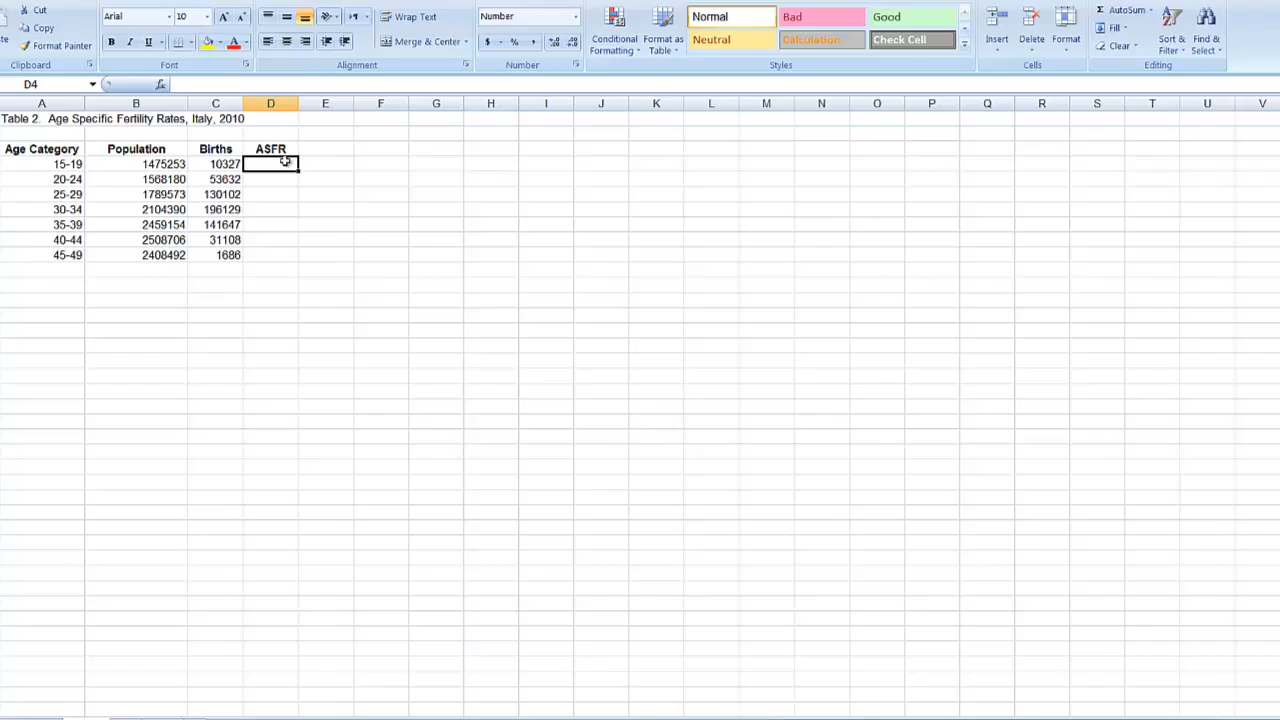 Cut
Copy
Format Painter
Clipboard
Arial 10
B I U A
Font
Wrap Text
Merge & Center
Alignment
Number
$ % ,
Number
Conditional Formatting
Format as Table
Normal Bad Good
Neutral Calculation Check Cell
Styles
Insert Delete Format
Cells
Σ AutoSum
Fill
Clear
Sort & Filter
Find & Select
Editing
D4 fx
A B C D E F G H I J K L M N O P Q R S T U V
Table 2. Age Specific Fertility Rates, Italy, 2010
Age Category Population Births ASFR
15-19 1475253 10327
20-24 1568180 53632
25-29 1789573 130102
30-34 2104390 196129
35-39 2459154 141647
40-44 2508706 31108
45-49 2408492 1686